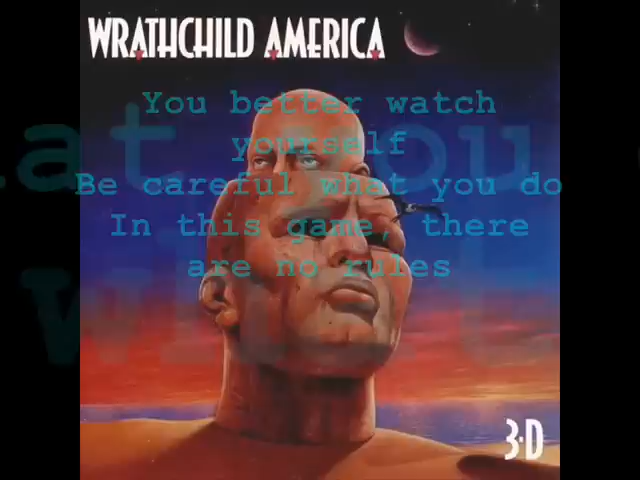 WRATHCHILD AMERICA
You better watch
yourself
Be careful what you do
In this game, there
are no rules
3-D